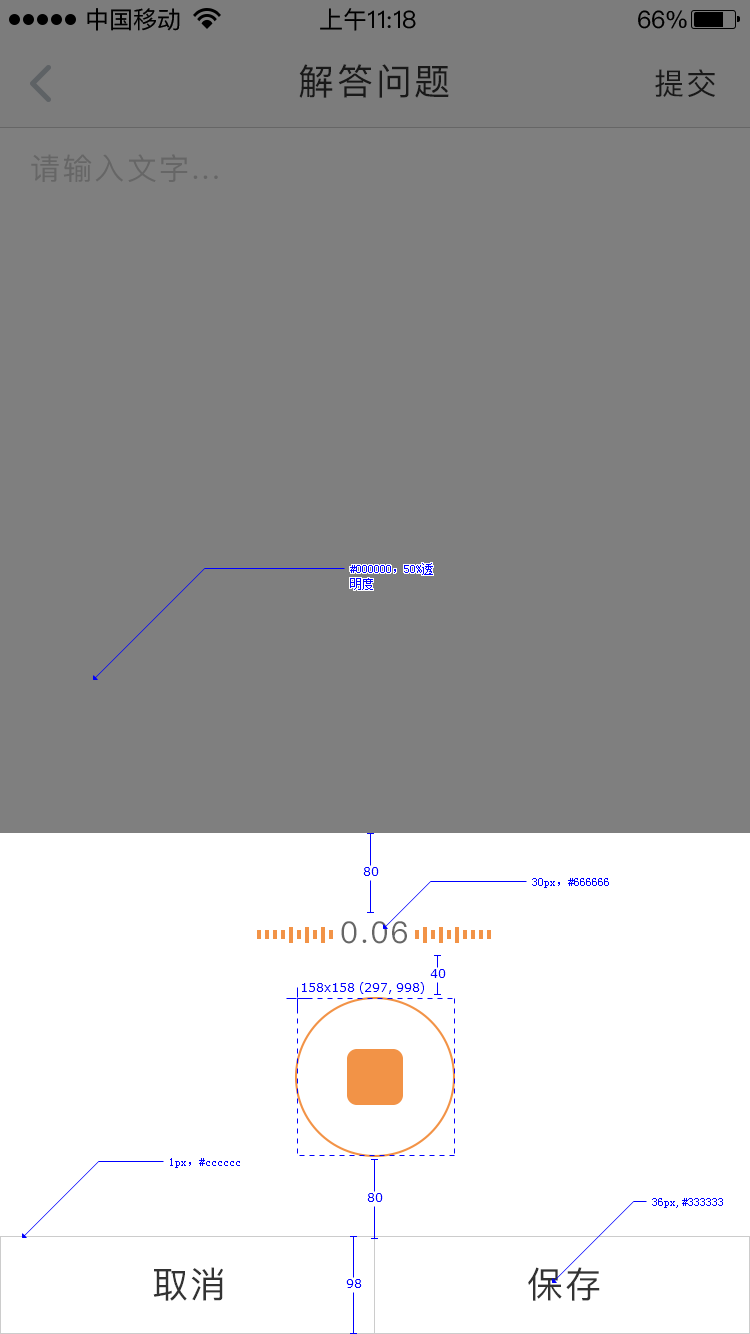 中国移动 上午11:18 66%
解答问题 提交
请输入文字...
#000000，50%透
明度
80
30px，#666666
0.06
40
158x158 (297, 998)
1px，#cccccc
80
36px,#333333
取消 98 保存